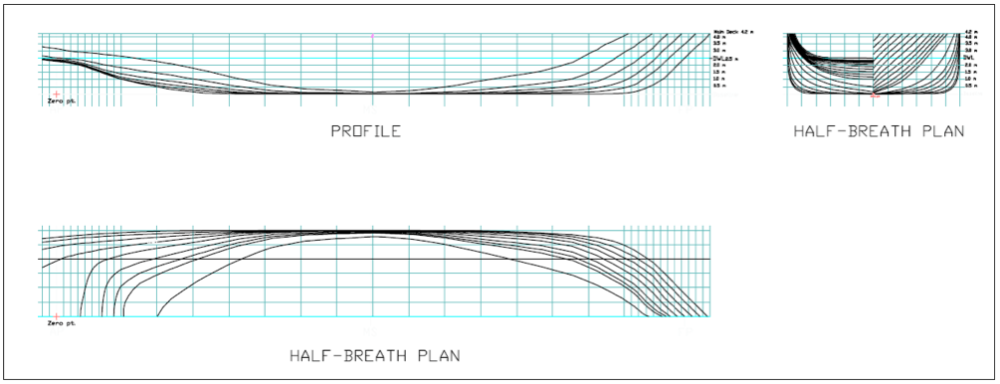 Main Deck 4.2 m
4.0 m
3.5 m
3.0 m
DWL2.5 m
2.0 m
1.5 m
1.0 m
0.5 m
Zero pt.
PROFILE
4.2 m
4.0 m
3.5 m
3.0 m
DWL
2.0 m
1.5 m
1.0 m
0.5 m
HALF-BREATH PLAN
Zero pt.
HALF-BREATH PLAN